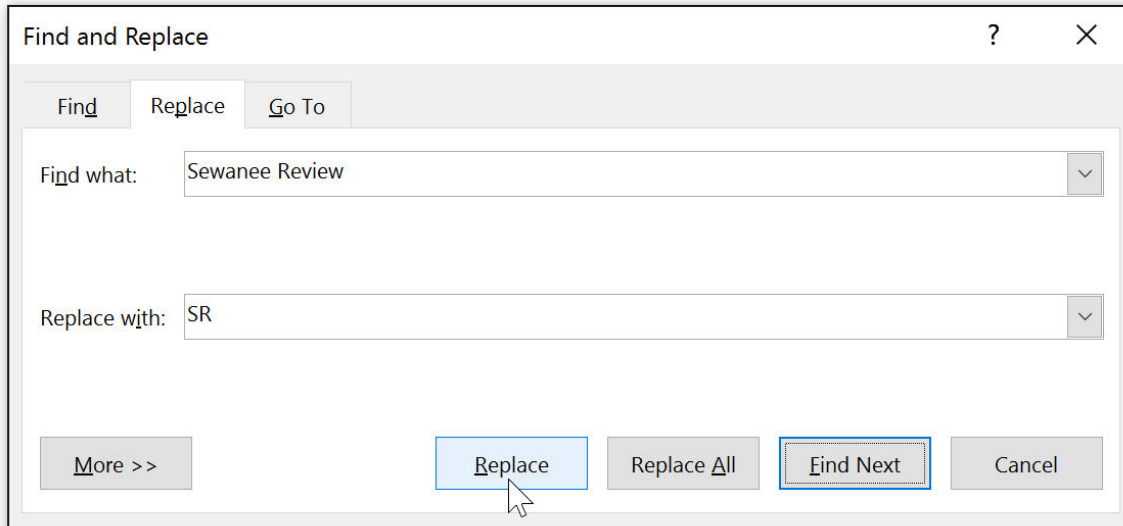 Find and Replace ?
Find Replace Go To
Find what: Sewanee Review
Replace with: SR
More >> Replace Replace All Find Next Cancel